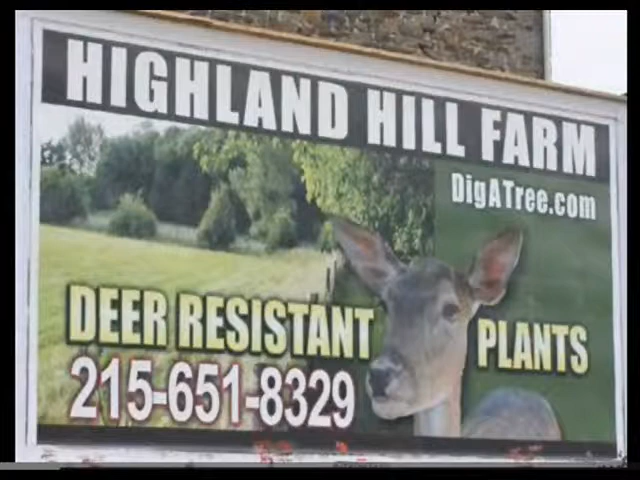 HIGHLAND HILL FARM
DigATree.com
DEER RESISTANT PLANTS
215-651-8329